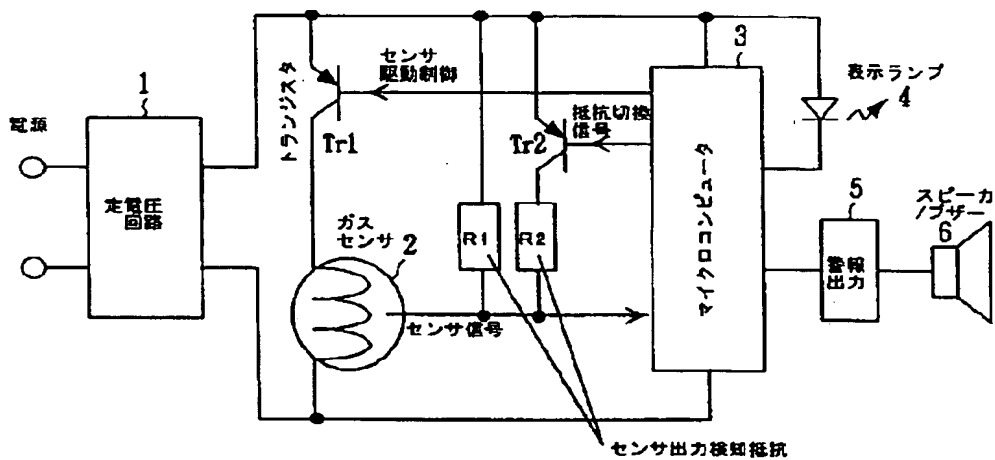 電源
1
定電圧
回路
トランジスタ
Tr1
センサ
駆動制御
ガス
センサ
2
センサ信号
R1
R2
Tr2
抵抗切換
信号
3
マイクロコンピュータ
表示ランプ
4
5
警報
出力
スピーカ
/ブザー
6
センサ出力検知抵抗